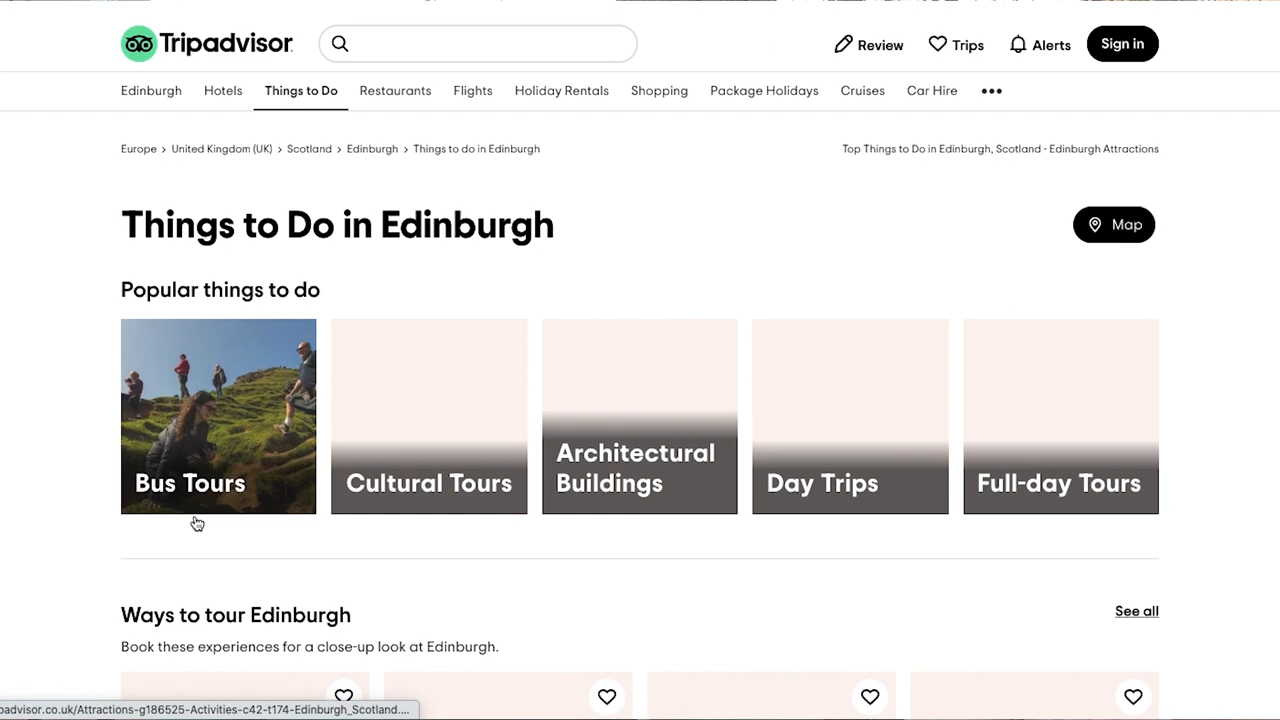 Tripadvisor
Review
Trips
Alerts
Sign in
Edinburgh
Hotels
Things to Do
Restaurants
Flights
Holiday Rentals
Shopping
Package Holidays
Cruises
Car Hire
•••
Europe › United Kingdom (UK) › Scotland › Edinburgh › Things to do in Edinburgh
Top Things to Do in Edinburgh, Scotland - Edinburgh Attractions
Things to Do in Edinburgh
Map
Popular things to do
Bus Tours
Cultural Tours
Architectural
Buildings
Day Trips
Full-day Tours
Ways to tour Edinburgh
See all
Book these experiences for a close-up look at Edinburgh.
padvisor.co.uk/Attractions-g186525-Activities-c42-t174-Edinburgh_Scotland....